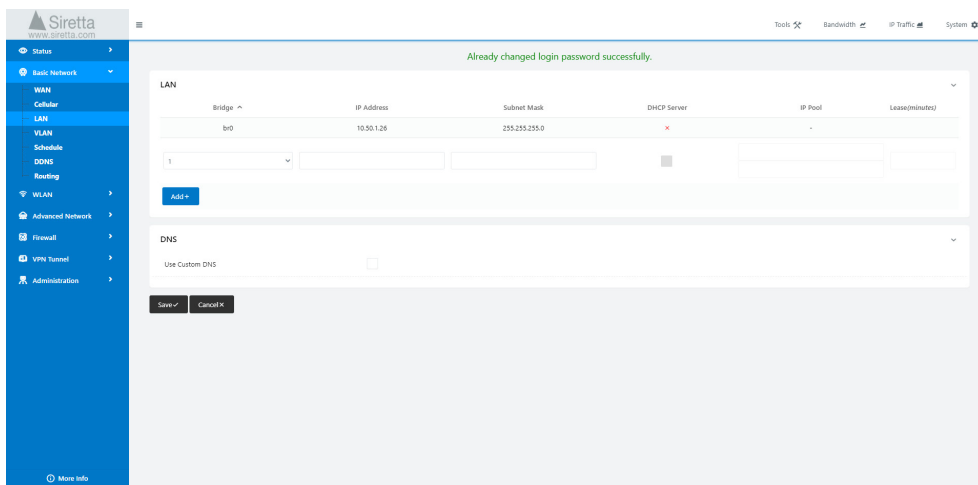 Siretta
www.siretta.com
Tools
Bandwidth
IP Traffic
System
Status
Basic Network
WAN
Cellular
LAN
VLAN
Schedule
DDNS
Routing
WLAN
Advanced Network
Firewall
VPN Tunnel
Administration
More Info
Already changed login password successfully.
LAN
Bridge IP Address Subnet Mask DHCP Server IP Pool Lease(minutes)
br0 10.50.1.26 255.255.255.0 × -
1
Add +
DNS
Use Custom DNS
Save Cancel